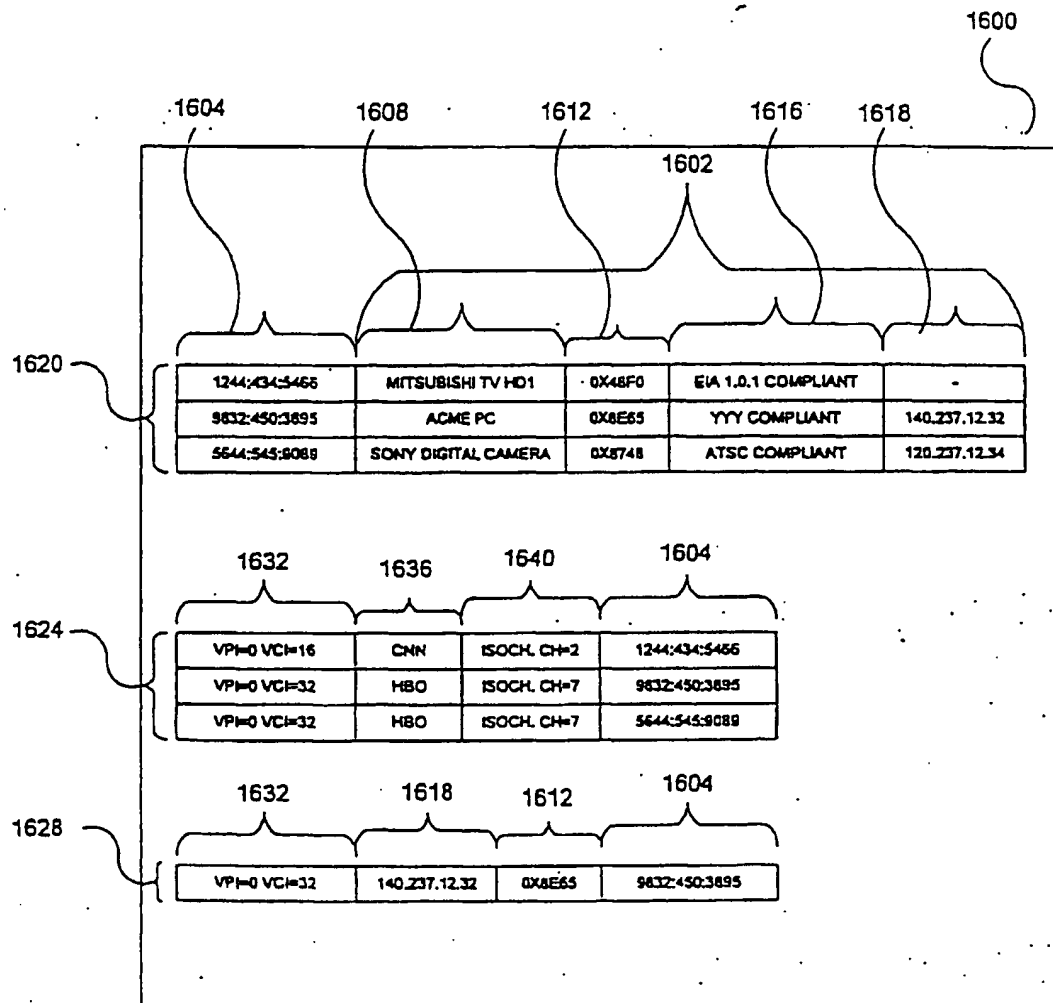 1600
1604 1608 1612 1616 1618
1602
1620
1244:434:5466 MITSUBISHI TV HD1 0X48F0 EIA 1.0.1 COMPLIANT -
9832:450:3895 ACME PC 0X8E65 YYY COMPLIANT 140.237.12.32
5644:545:9089 SONY DIGITAL CAMERA 0X8748 ATSC COMPLIANT 120.237.12.34
1632 1636 1640 1604
1624
VPI=0 VCI=16 CNN ISOCH. CH=2 1244:434:5466
VPI=0 VCI=32 HBO ISOCH. CH=7 9832:450:3895
VPI=0 VCI=32 HBO ISOCH. CH=7 5644:545:9089
1632 1618 1612 1604
1628
VPI=0 VCI=32 140.237.12.32 0X8E65 9832:450:3895